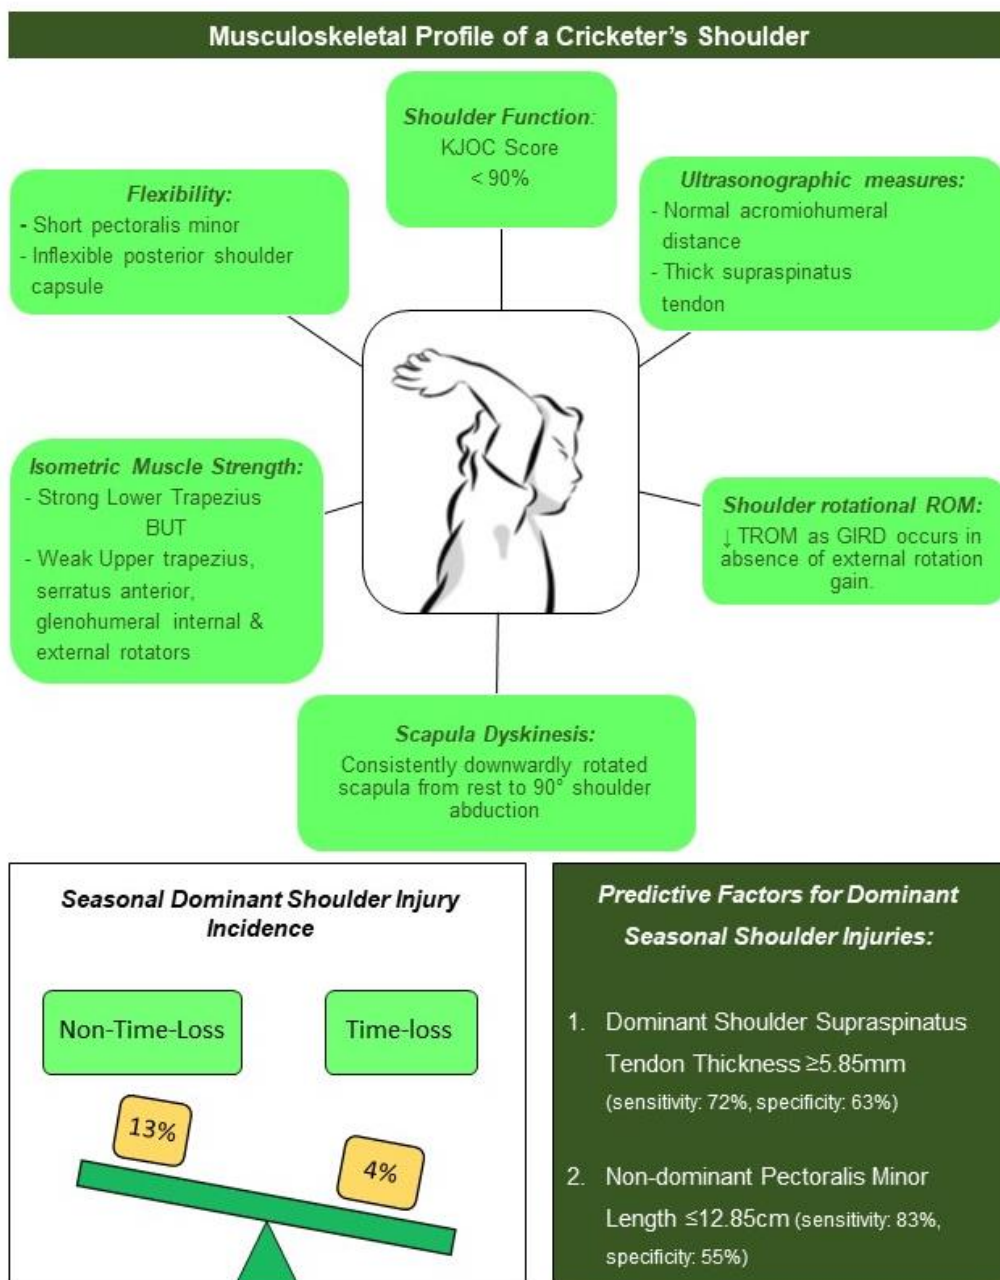 Musculoskeletal Profile of a Cricketer's Shoulder
Shoulder Function:
KJOC Score
< 90%
Flexibility:
- Short pectoralis minor
- Inflexible posterior shoulder
capsule
Ultrasonographic measures:
- Normal acromiohumeral
distance
- Thick supraspinatus
tendon
Isometric Muscle Strength:
- Strong Lower Trapezius
BUT
- Weak Upper trapezius,
serratus anterior,
glenohumeral internal &
external rotators
Shoulder rotational ROM:
↓ TROM as GIRD occurs in
absence of external rotation
gain.
Scapula Dyskinesis:
Consistently downwardly rotated
scapula from rest to 90° shoulder
abduction
Seasonal Dominant Shoulder Injury
Incidence
Non-Time-Loss
Time-loss
13%
4%
Predictive Factors for Dominant
Seasonal Shoulder Injuries:
1. Dominant Shoulder Supraspinatus
Tendon Thickness ≥5.85mm
(sensitivity: 72%, specificity: 63%)
2. Non-dominant Pectoralis Minor
Length ≤12.85cm (sensitivity: 83%,
specificity: 55%)